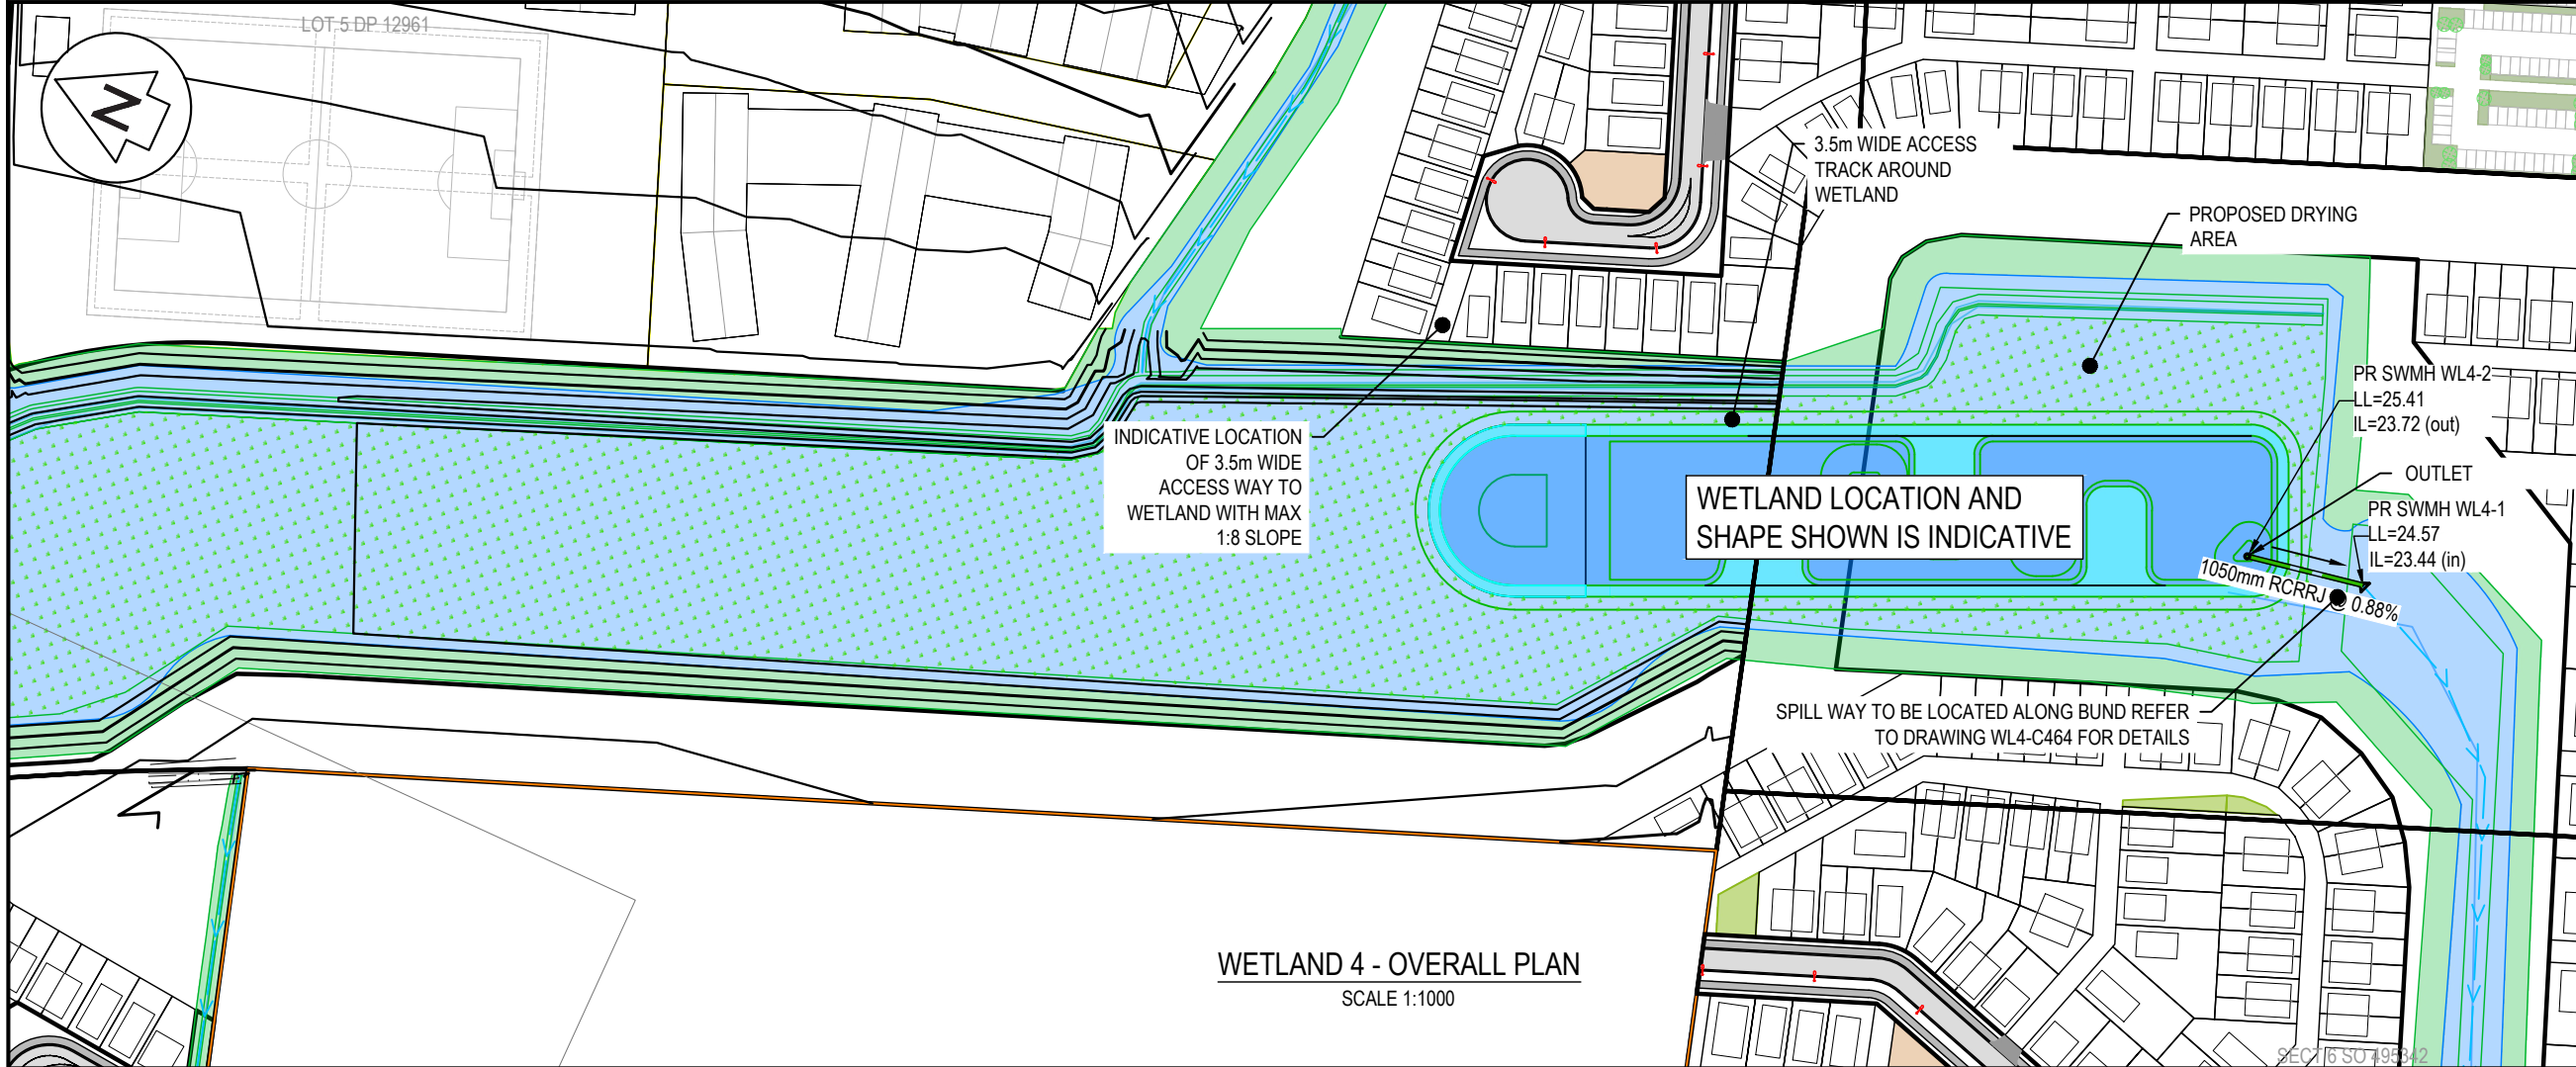 LOT 5 DP 12961
N
3.5m WIDE ACCESS
TRACK AROUND
WETLAND
PROPOSED DRYING
AREA
PR SWMH WL4-2
LL=25.41
IL=23.72 (out)
OUTLET
PR SWMH WL4-1
LL=24.57
IL=23.44 (in)
1050mm RCRRJ @ 0.88%
INDICATIVE LOCATION
OF 3.5m WIDE
ACCESS WAY TO
WETLAND WITH MAX
1:8 SLOPE
WETLAND LOCATION AND
SHAPE SHOWN IS INDICATIVE
SPILL WAY TO BE LOCATED ALONG BUND REFER
TO DRAWING WL4-C464 FOR DETAILS
WETLAND 4 - OVERALL PLAN
SCALE 1:1000
SECT 6 SO 495342